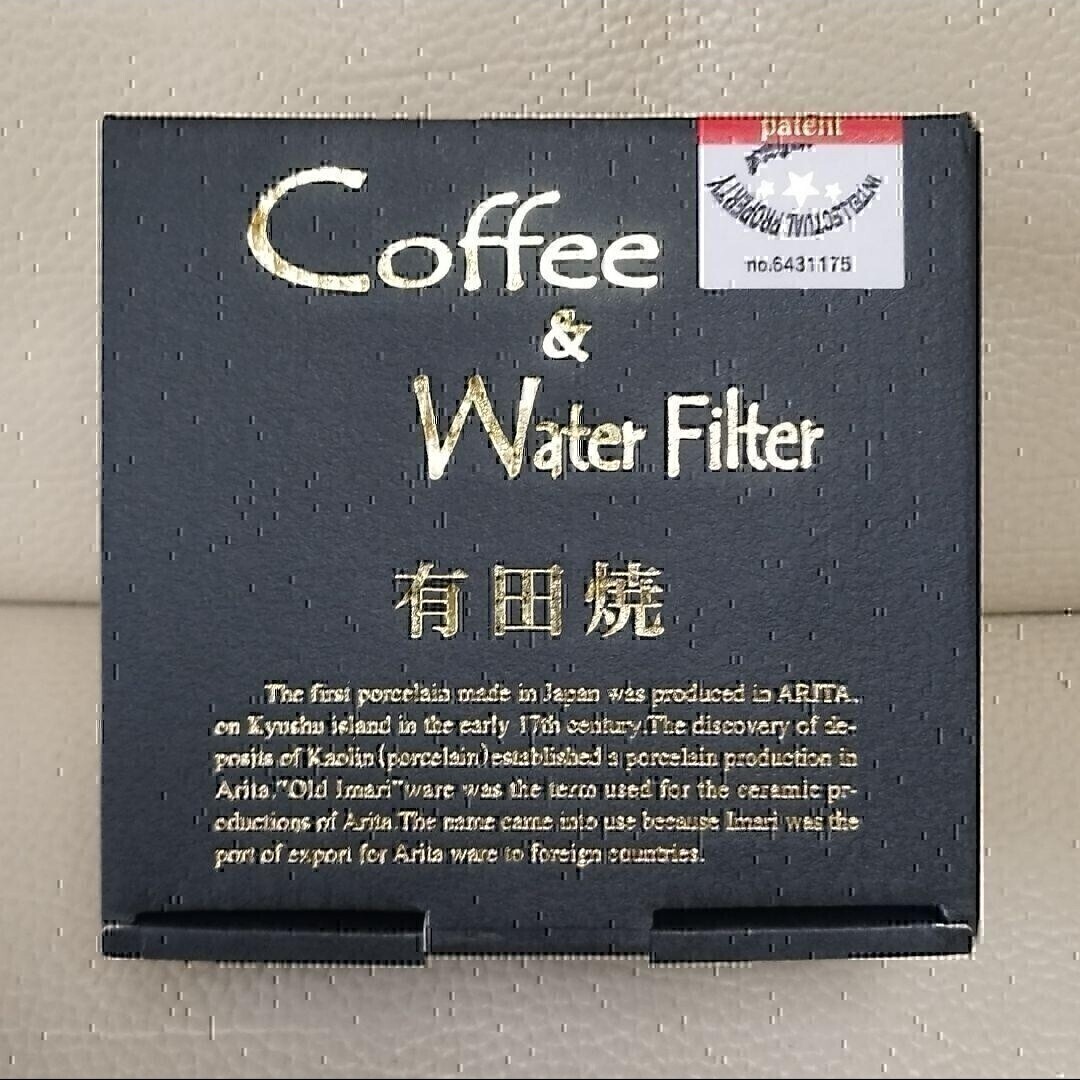 patent
INTELLECTUAL PROPERTY
no.6431175
Coffee
&
Water Filter
有田焼
The first porcelain made in Japan was produced in ARITA.
on Kyushu island in the early 17th century.The discovery of de-
posits of Kaolin(porcelain)established a porcelain production in
Arita."Old Imari"ware was the term used for the ceramic pr-
oductions of Arita.The name came into use because Imari was the
port of export for Arita ware to foreign countries.